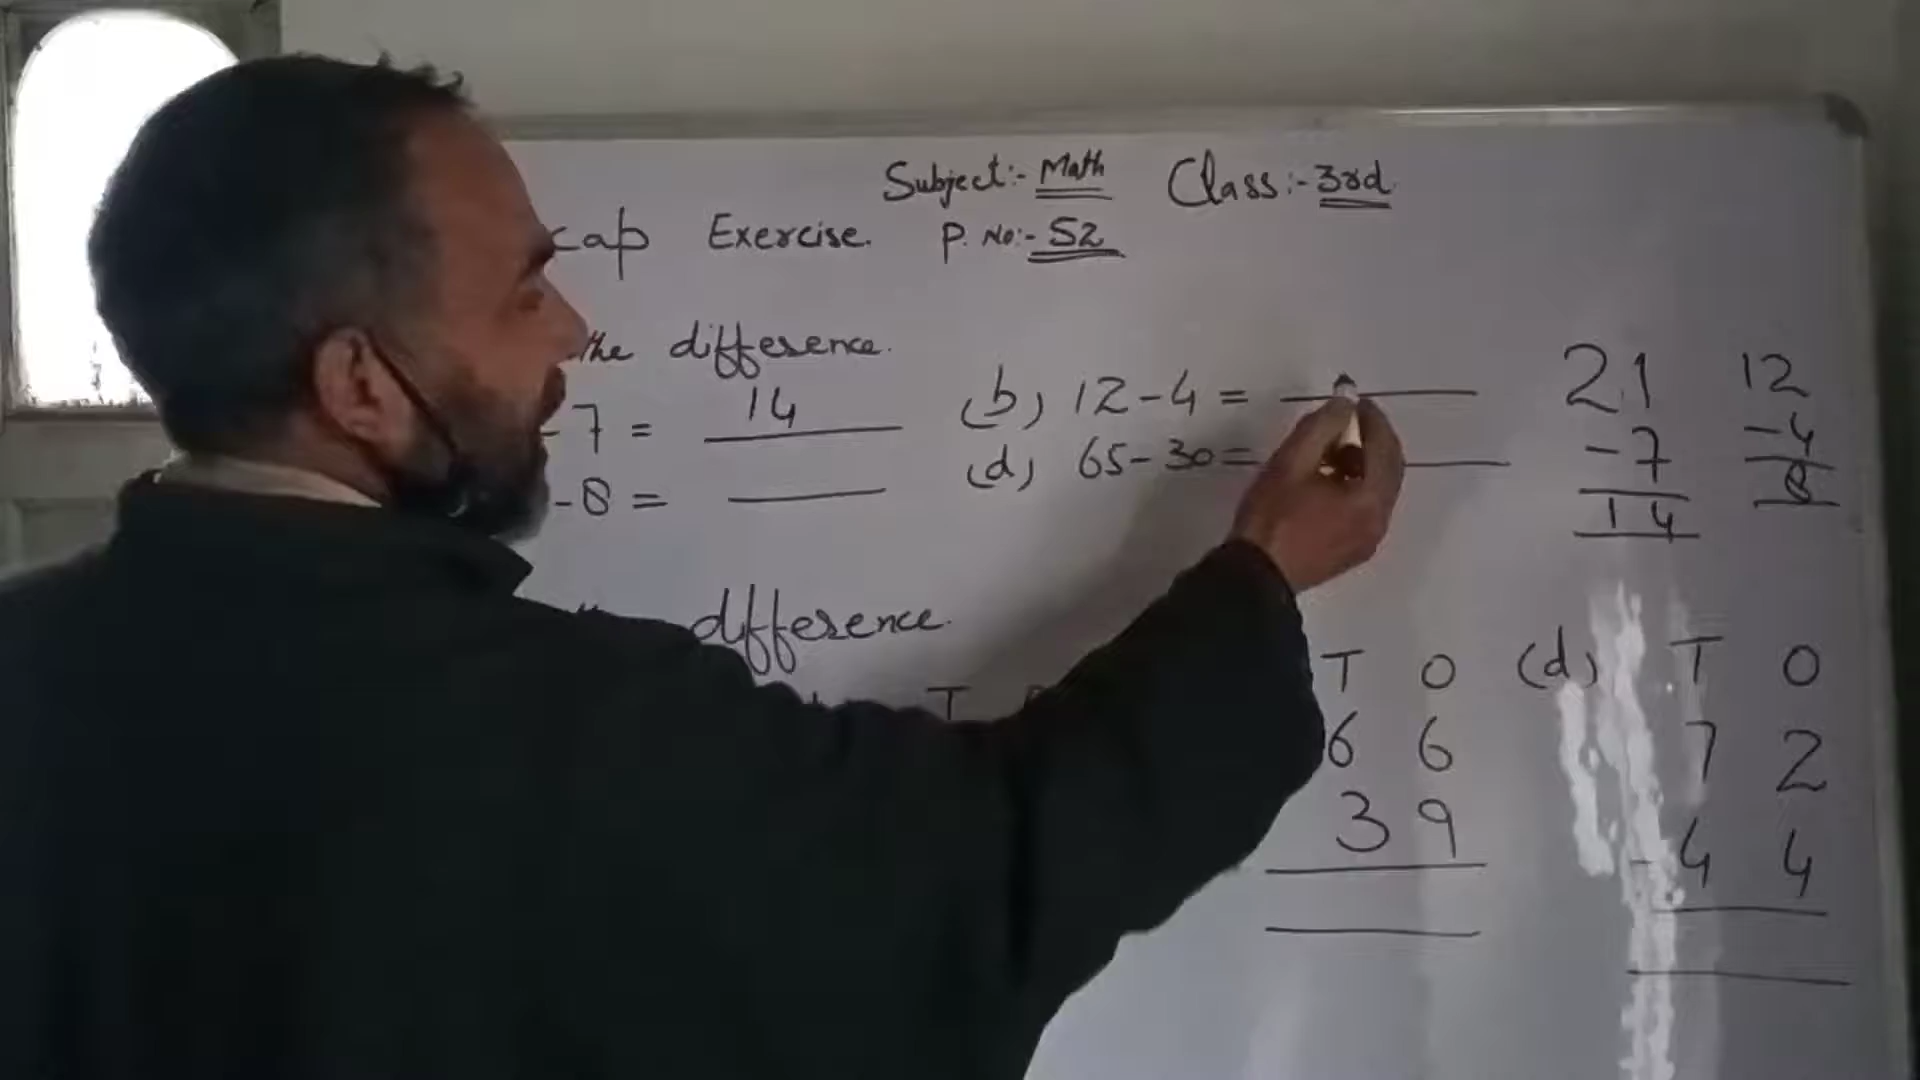 Subject:- Math Class:- 3rd
cap Exercise. P. No:- 52
the difference.
- 7 = 14 (b) 12 - 4 =
- 8 = (d) 65 - 30 =
21 12
- 7 - 4
14 8
difference.
T
T O (d) T O
6 6 7 2
3 9 - 4 4